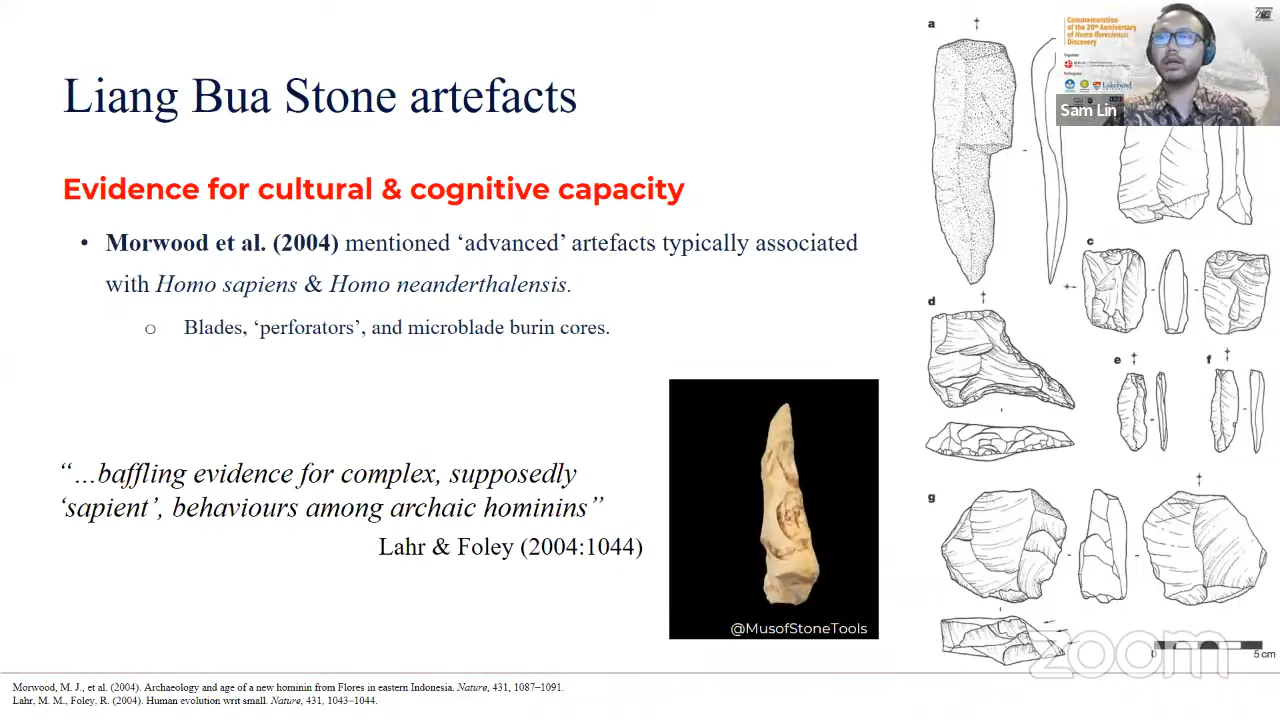 Liang Bua Stone artefacts
Evidence for cultural & cognitive capacity
• Morwood et al. (2004) mentioned ‘advanced’ artefacts typically associated
with Homo sapiens & Homo neanderthalensis.
o Blades, ‘perforators’, and microblade burin cores.
“…baffling evidence for complex, supposedly
‘sapient’, behaviours among archaic hominins”
Lahr & Foley (2004:1044)
@MusofStoneTools
a
c
d
e
f
g
0 5 cm
Commemoration
of the 20th Anniversary
of Homo floresiensis
Discovery
Lakehead
Sam Lin
zoom
Morwood, M. J., et al. (2004). Archaeology and age of a new hominin from Flores in eastern Indonesia. Nature, 431, 1087–1091.
Lahr, M. M., Foley. R. (2004). Human evolution writ small. Nature, 431, 1043–1044.